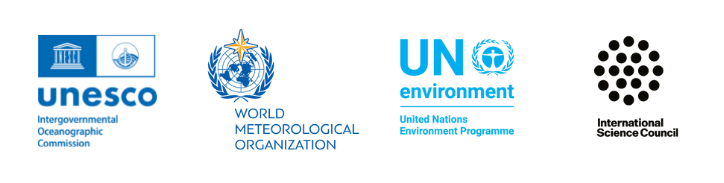 unesco
Intergovernmental
Oceanographic
Commission
WORLD
METEOROLOGICAL
ORGANIZATION
UN
environment
United Nations
Environment Programme
International
Science Council